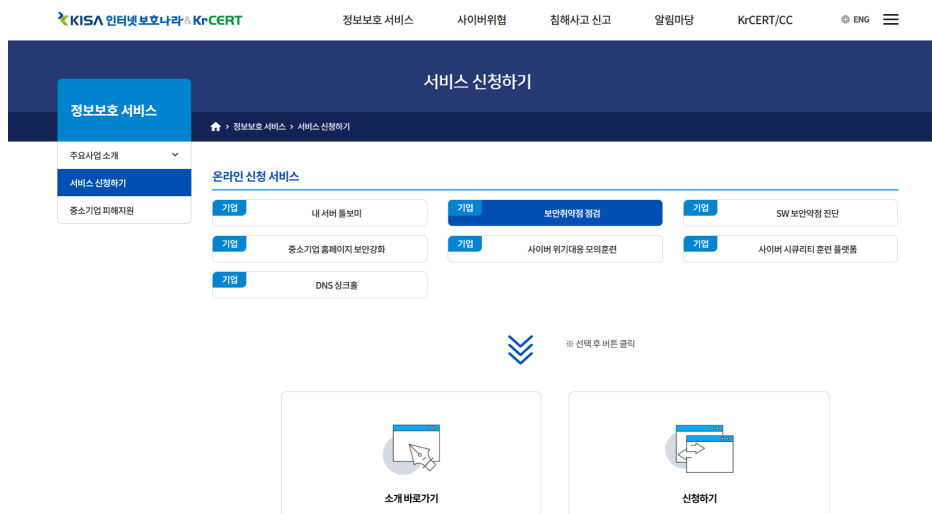 KISA 인터넷보호나라&KrCERT
정보보호 서비스 사이버위협 침해사고 신고 알림마당 KrCERT/CC ENG
서비스 신청하기
정보보호 서비스
> 정보보호 서비스 > 서비스 신청하기
주요사업 소개
서비스 신청하기
중소기업 피해지원
온라인 신청 서비스
기업 내 서버 돌보미 기업 보안취약점 점검 기업 SW 보안약점 진단
기업 중소기업 홈페이지 보안강화 기업 사이버 위기대응 모의훈련 기업 사이버 시큐리티 훈련 플랫폼
기업 DNS 싱크홀
※ 선택 후 버튼 클릭
소개 바로가기 신청하기